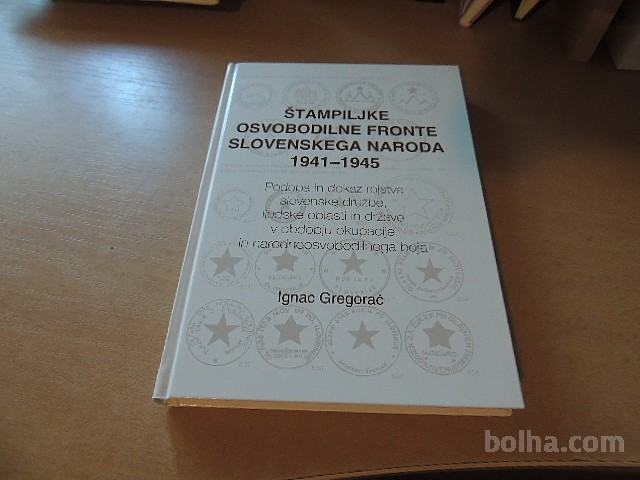 ŠTAMPILJKE
OSVOBODILNE FRONTE
SLOVENSKEGA NARODA
1941–1945
Podoba in dokaz rojstva
slovenske družbe,
ljudske oblasti in države
v obdobju okupacije
in narodnoosvobodilnega boja
Ignac Gregorač
bolha.com